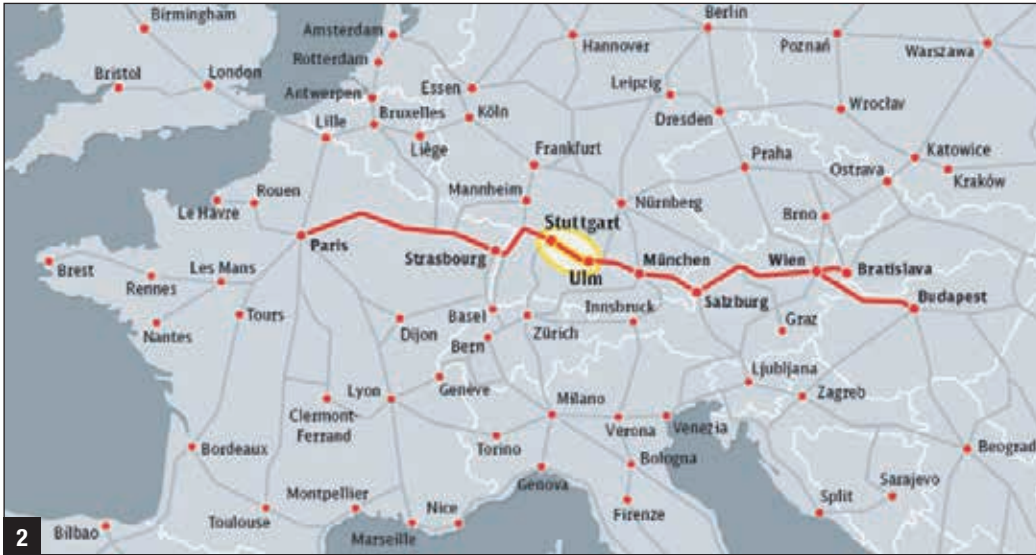 Birmingham
Amsterdam
Berlin
Hannover
Poznań
Warszawa
Rotterdam
Bristol
London
Essen
Leipzig
Antwerpen
Bruxelles
Köln
Dresden
Wrocław
Lille
Liège
Frankfurt
Praha
Katowice
Ostrava
Kraków
Rouen
Mannheim
Le Havre
Nürnberg
Brno
Stuttgart
Paris
Strasbourg
München
Wien
Brest
Les Mans
Ulm
Bratislava
Rennes
Salzburg
Budapest
Innsbruck
Basel
Tours
Zürich
Graz
Nantes
Dijon
Bern
Ljubljana
Lyon
Genève
Zagreb
Milano
Clermont-
Ferrand
Verona
Venezia
Torino
Bordeaux
Beograd
Bologna
Genova
Sarajevo
Montpellier
Nice
Split
Toulouse
Firenze
2
Bilbao
Marseille